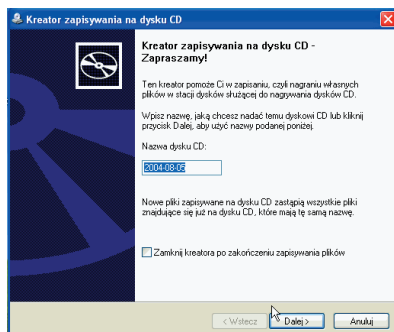 Kreator zapisywania na dysku CD
Kreator zapisywania na dysku CD -
Zapraszamy!
Ten kreator pomoże Ci w zapisaniu, czyli nagraniu własnych
plików w stacji dysków służącej do nagrywania dysków CD.
Wpisz nazwę, jaką chcesz nadać temu dyskowi CD lub kliknij
przycisk Dalej, aby użyć nazwy podanej poniżej.
Nazwa dysku CD:
2004-08-05
Nowe pliki zapisywane na dysku CD zastąpią wszystkie pliki
znajdujące się już na dysku CD, które mają tę samą nazwę.
Zamknij kreatora po zakończeniu zapisywania plików
< Wstecz Dalej > Anuluj